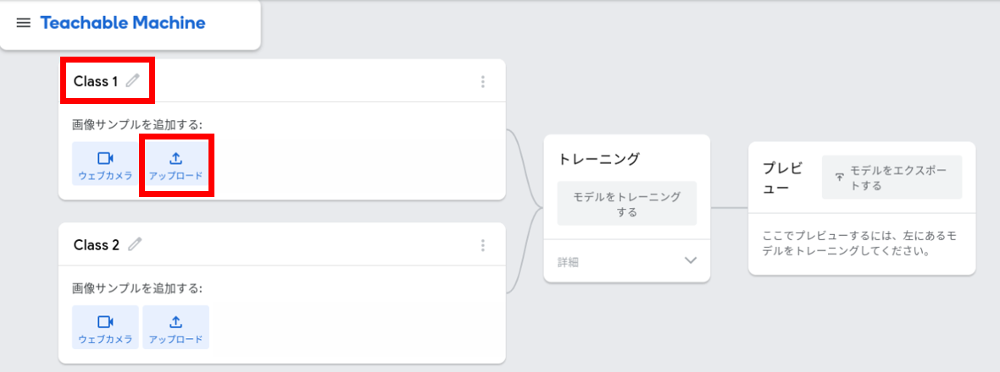 Teachable Machine
Class 1
画像サンプルを追加する:
ウェブカメラ
アップロード
Class 2
画像サンプルを追加する:
ウェブカメラ
アップロード
トレーニング
モデルをトレーニング
する
詳細
プレビ
ュー
モデルをエクスポー
トする
ここでプレビューするには、左にあるモ
デルをトレーニングしてください。